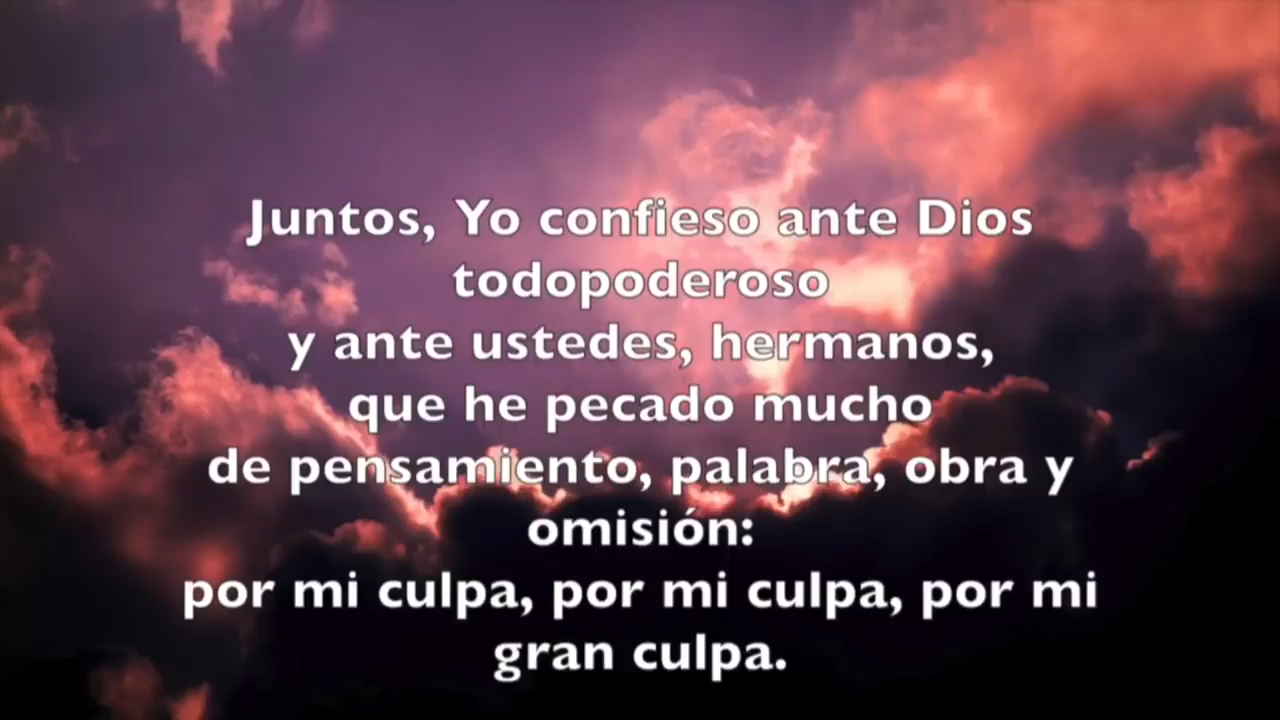 Juntos, Yo confieso ante Dios
todopoderoso
y ante ustedes, hermanos,
que he pecado mucho
de pensamiento, palabra, obra y
omisión:
por mi culpa, por mi culpa, por mi
gran culpa.